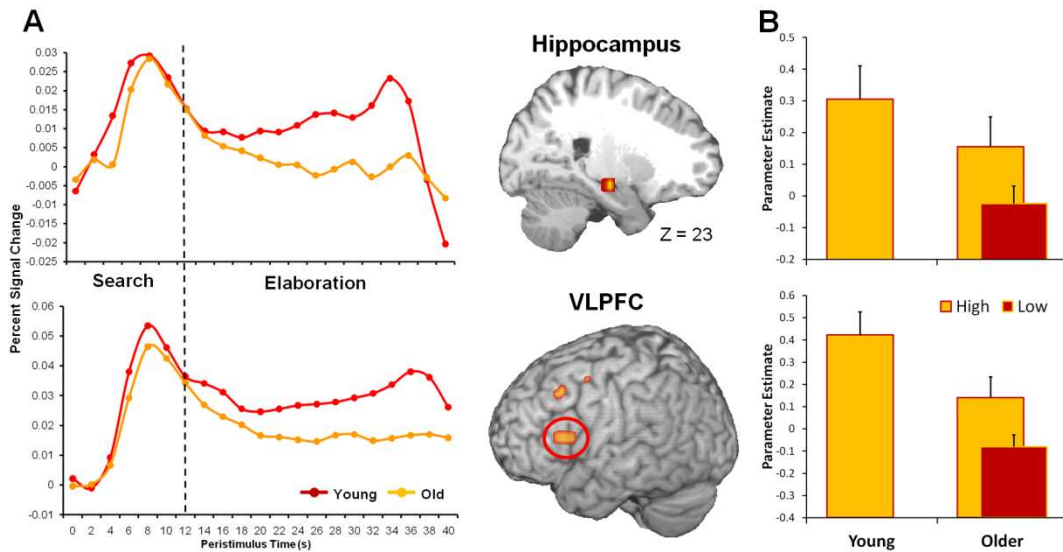 A
0.03
0.025
0.02
0.015
0.01
0.005
0
-0.005
-0.01
-0.015
-0.02
-0.025
Percent Signal Change
Search
Elaboration
0.06
0.05
0.04
0.03
0.02
0.01
0
-0.01
Young Old
0 2 4 6 8 10 12 14 16 18 20 22 24 26 28 30 32 34 36 38 40
Peristimulus Time (s)
Hippocampus
Z = 23
VLPFC
B
0.5
0.4
0.3
0.1
0
-0.1
-0.2
Parameter Estimate
0.6
0.5
0.4
0.3
0.2
0.1
0
-0.1
-0.2
-0.3
-0.4
Parameter Estimate
High Low
Young Older